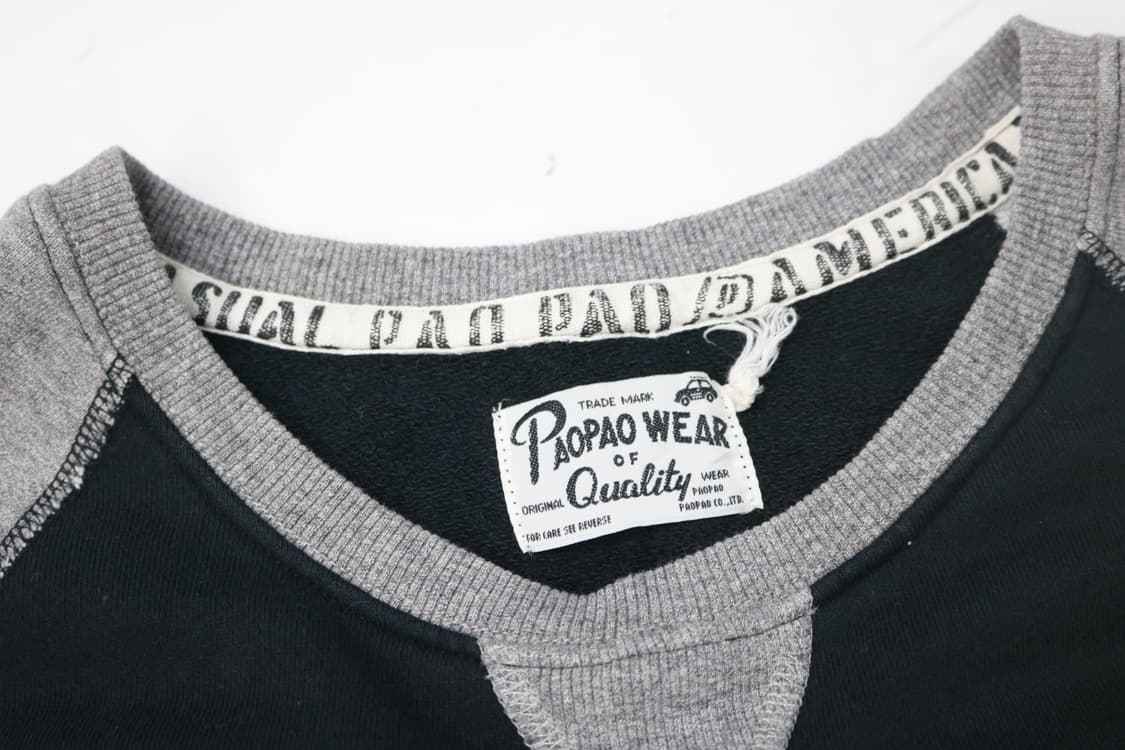 SUAL PAO PAO AMERICA
TRADE MARK
PAOPAO WEAR
OF
Quality
ORIGINAL
WEAR
PAOPAO
PAOPAO CO.,LTD.
FOR CARE SEE REVERSE